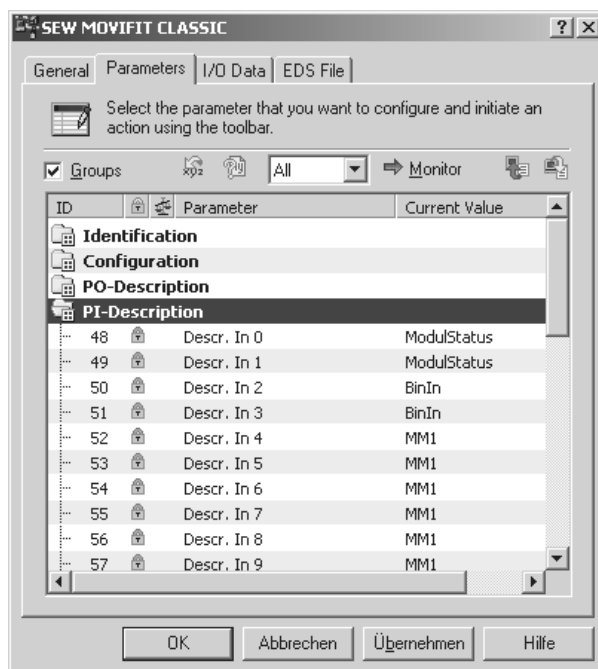 SEW MOVIFIT CLASSIC
General Parameters I/O Data EDS File
Select the parameter that you want to configure and initiate an
action using the toolbar.
Groups All Monitor
ID Parameter Current Value
Identification
Configuration
PO-Description
PI-Description
48 Descr. In 0 ModulStatus
49 Descr. In 1 ModulStatus
50 Descr. In 2 BinIn
51 Descr. In 3 BinIn
52 Descr. In 4 MM1
53 Descr. In 5 MM1
54 Descr. In 6 MM1
55 Descr. In 7 MM1
56 Descr. In 8 MM1
57 Descr. In 9 MM1
OK Abbrechen Übernehmen Hilfe